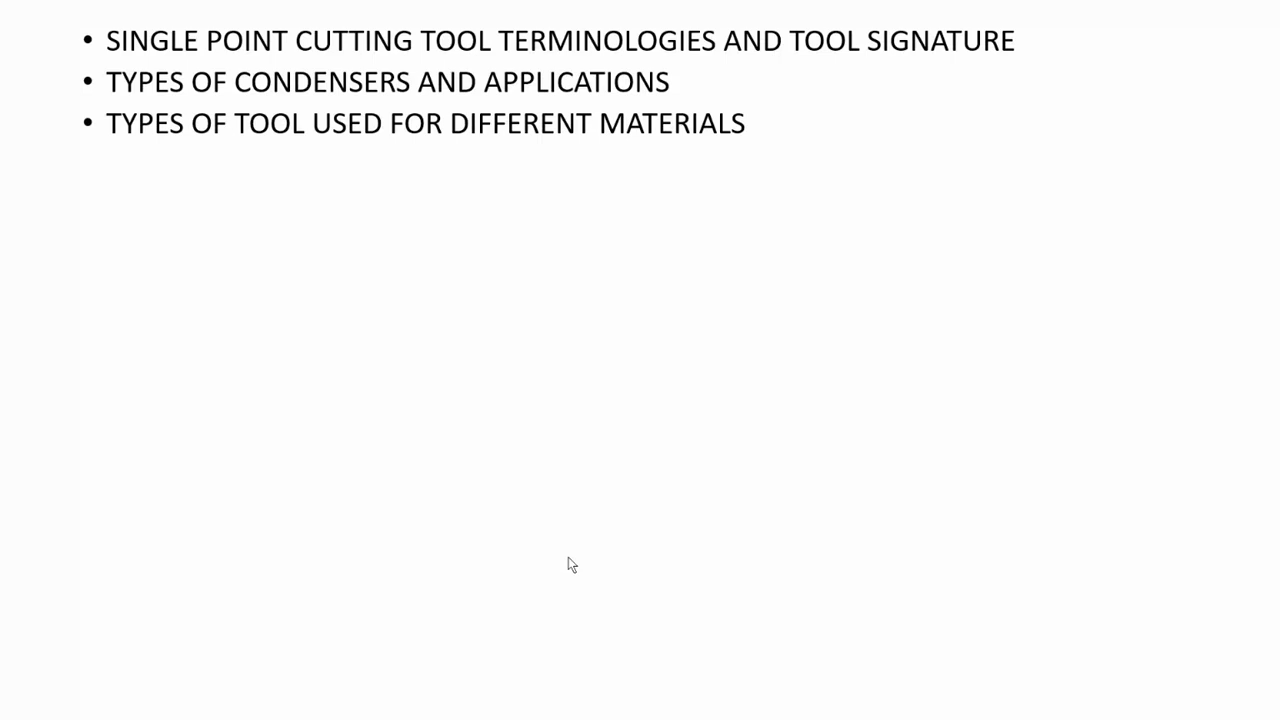 • SINGLE POINT CUTTING TOOL TERMINOLOGIES AND TOOL SIGNATURE
• TYPES OF CONDENSERS AND APPLICATIONS
• TYPES OF TOOL USED FOR DIFFERENT MATERIALS